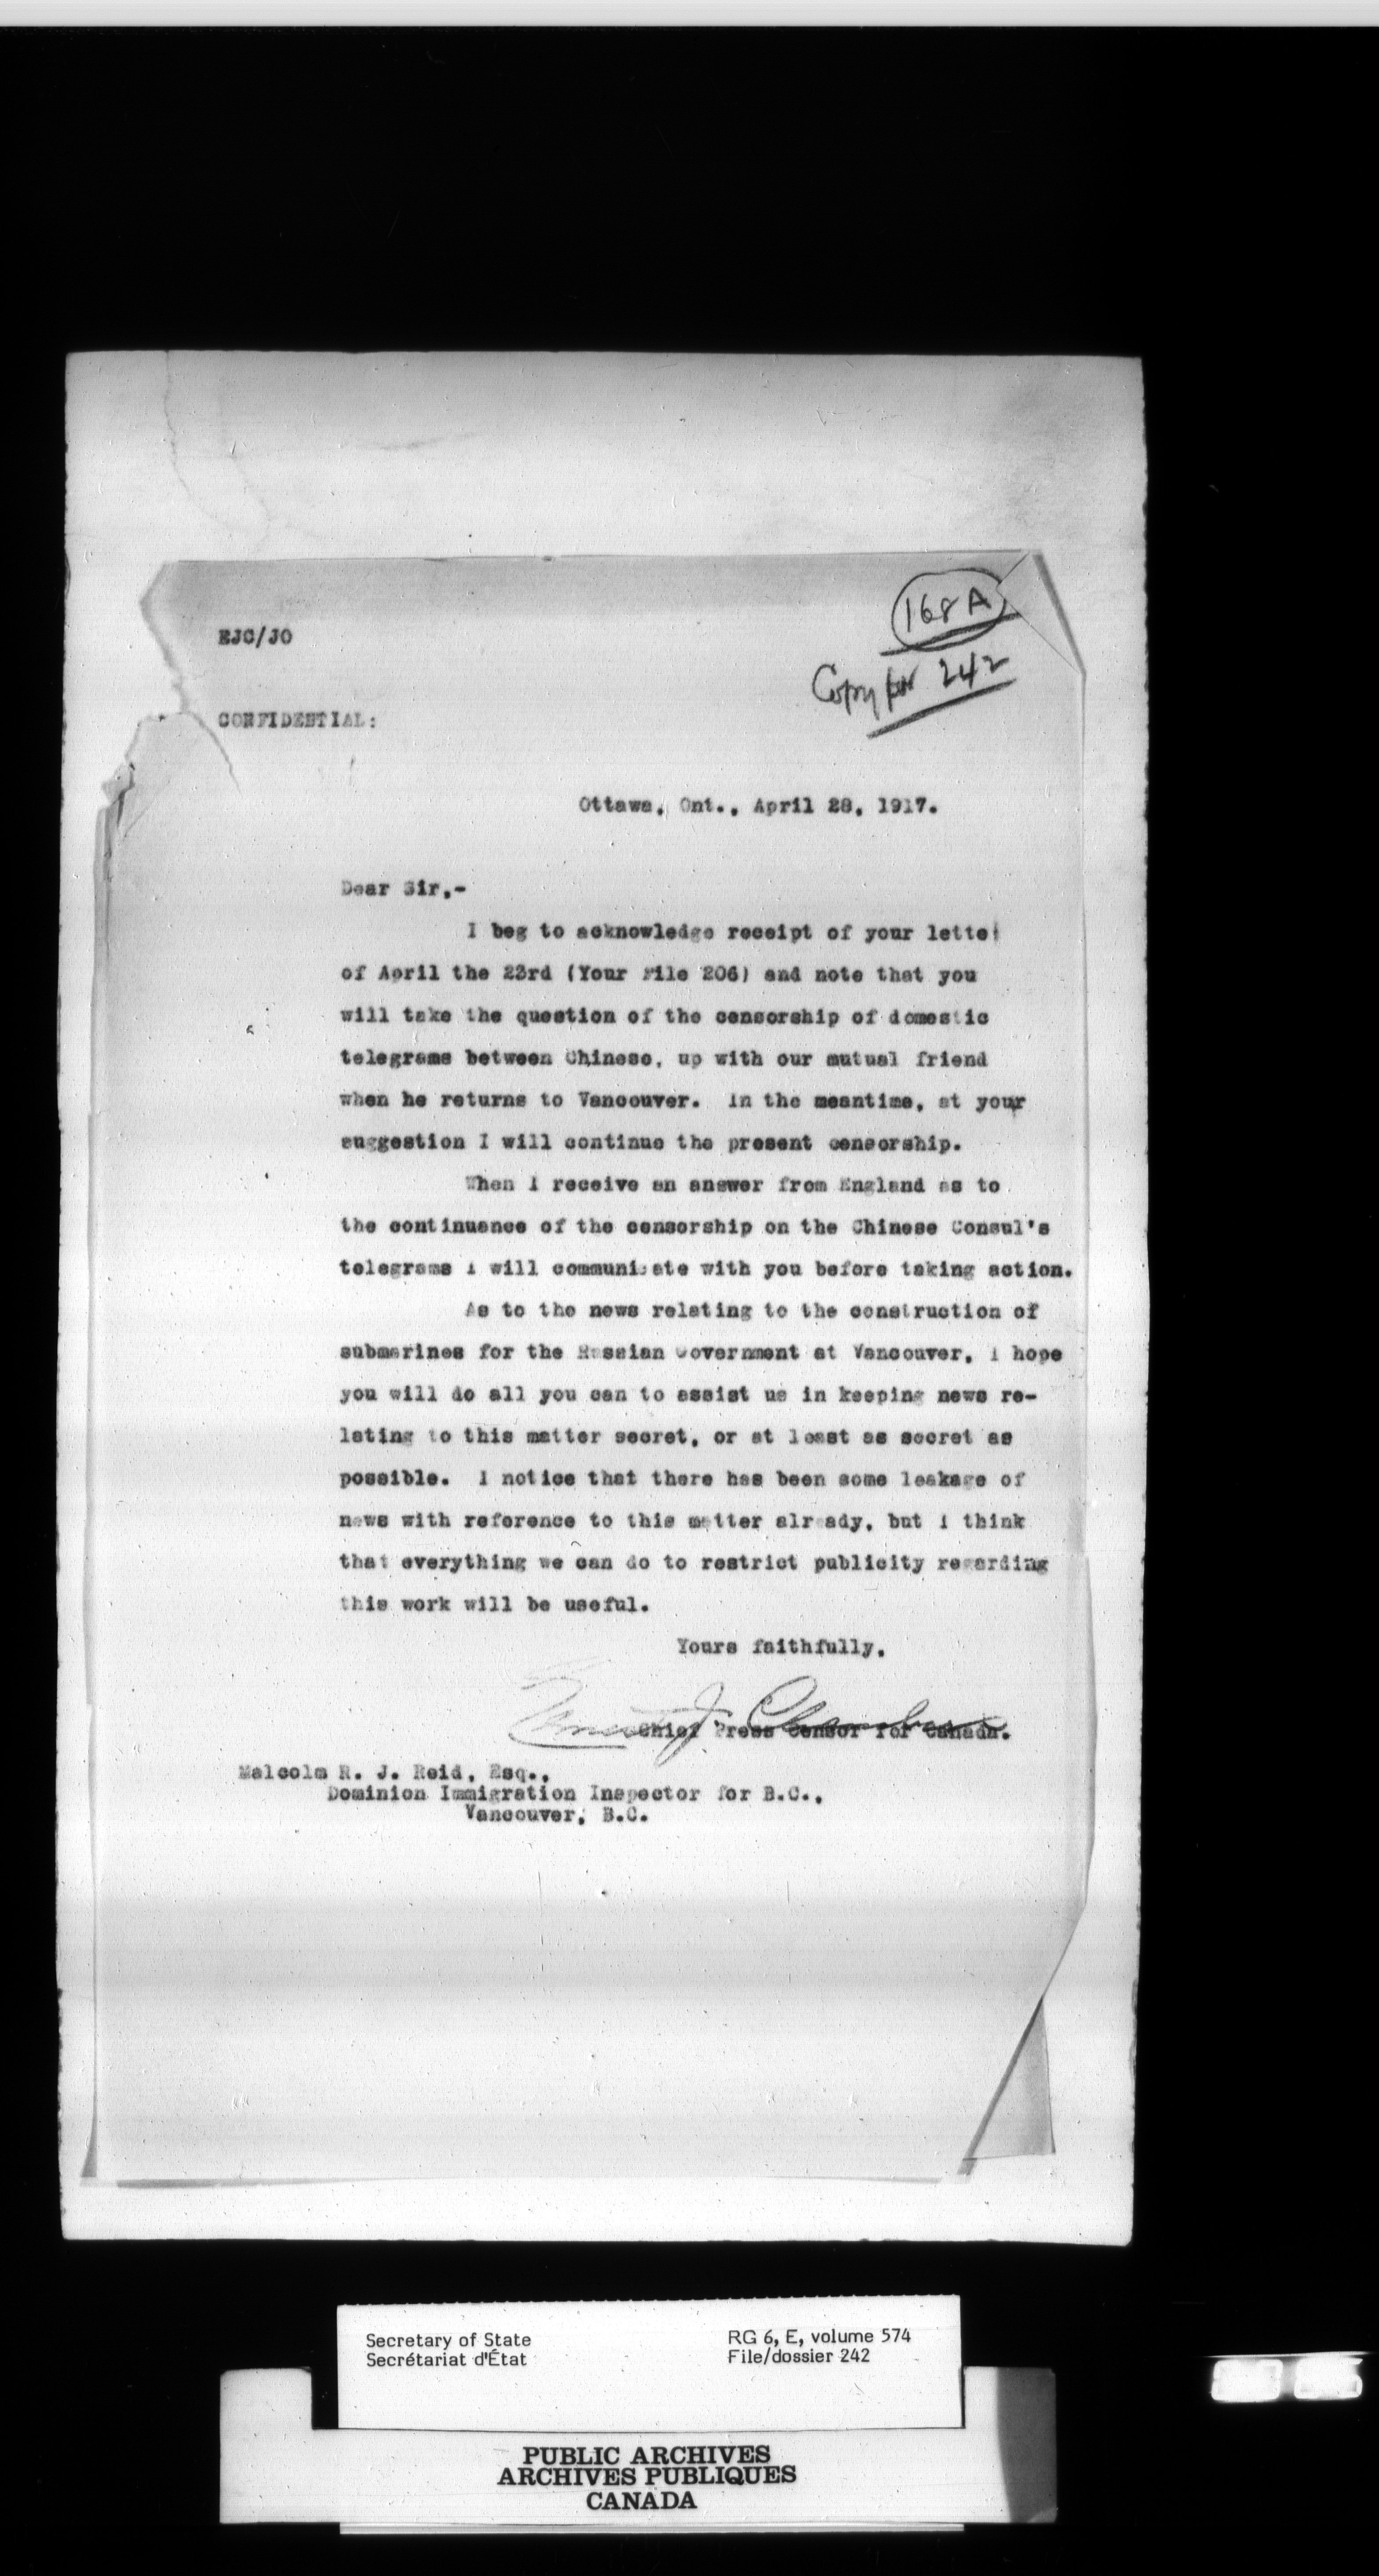 168A
Copy for 242
EJC/JO
CONFIDENTIAL:
Ottawa, Ont., April 28, 1917.
Dear Sir,-
I beg to acknowledge receipt of your letter
of April the 23rd (Your File 206) and note that you
will take the question of the censorship of domestic
telegrams between Chinese, up with our mutual friend
when he returns to Vancouver. In the meantime, at your
suggestion I will continue the present censorship.
When I receive an answer from England as to
the continuance of the censorship on the Chinese Consul's
telegrams I will communicate with you before taking action.
As to the news relating to the construction of
submarines for the Russian Government at Vancouver, I hope
you will do all you can to assist us in keeping news re-
lating to this matter secret, or at least as secret as
possible. I notice that there has been some leakage of
news with reference to this matter already, but I think
that everything we can do to restrict publicity regarding
this work will be useful.
Yours faithfully,
Ernest J. Chambers
Chief Press Censor for Canada.
Malcolm R. J. Reid, Esq.,
Dominion Immigration Inspector for B.C.,
Vancouver, B.C.
Secretary of State
Secrétariat d'État
RG 6, E, volume 574
File/dossier 242
PUBLIC ARCHIVES
ARCHIVES PUBLIQUES
CANADA